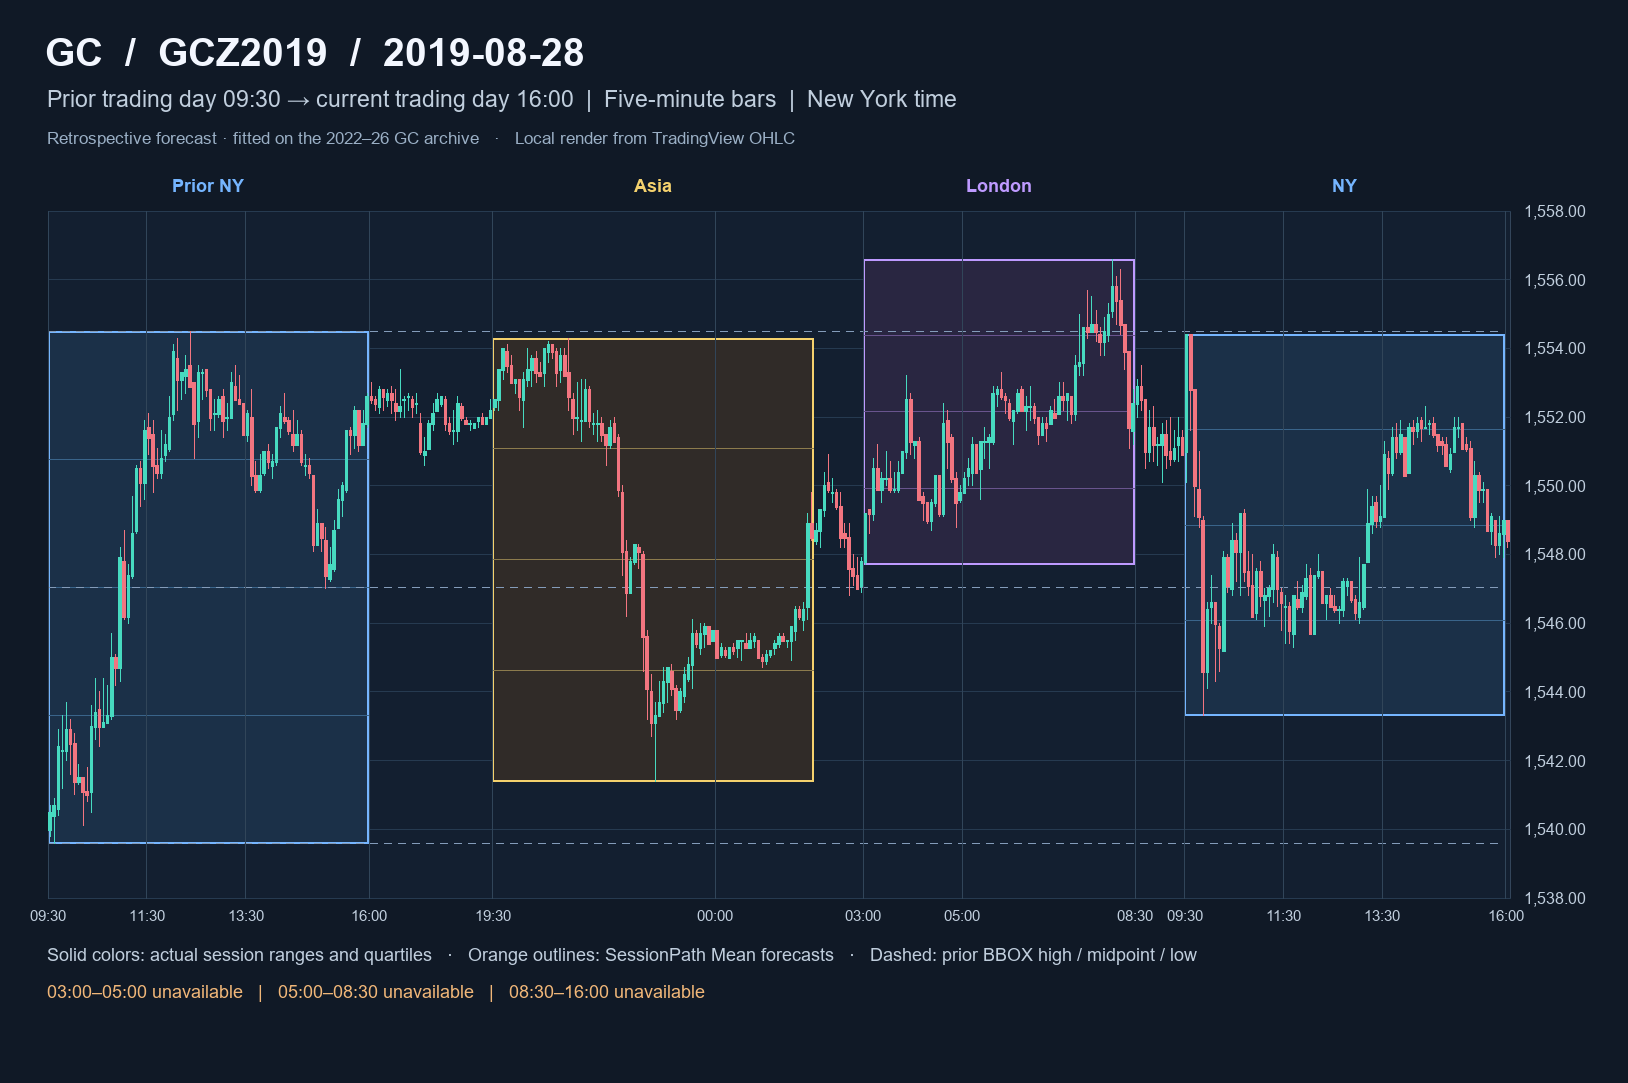 GC / GCZ2019 / 2019-08-28
Prior trading day 09:30 → current trading day 16:00 | Five-minute bars | New York time
Retrospective forecast · fitted on the 2022–26 GC archive · Local render from TradingView OHLC
Prior NY Asia London NY
1,558.00
1,556.00
1,554.00
1,552.00
1,550.00
1,548.00
1,546.00
1,544.00
1,542.00
1,540.00
1,538.00
09:30 11:30 13:30 16:00 19:30 00:00 03:00 05:00 08:30 09:30 11:30 13:30 16:00
Solid colors: actual session ranges and quartiles · Orange outlines: SessionPath Mean forecasts · Dashed: prior BBOX high / midpoint / low
03:00–05:00 unavailable | 05:00–08:30 unavailable | 08:30–16:00 unavailable